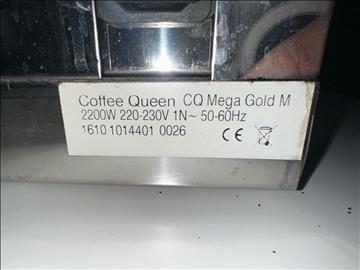 Coffee Queen CQ Mega Gold M
2200W 220-230V 1N~ 50-60Hz
1610 1014401 0026
CE